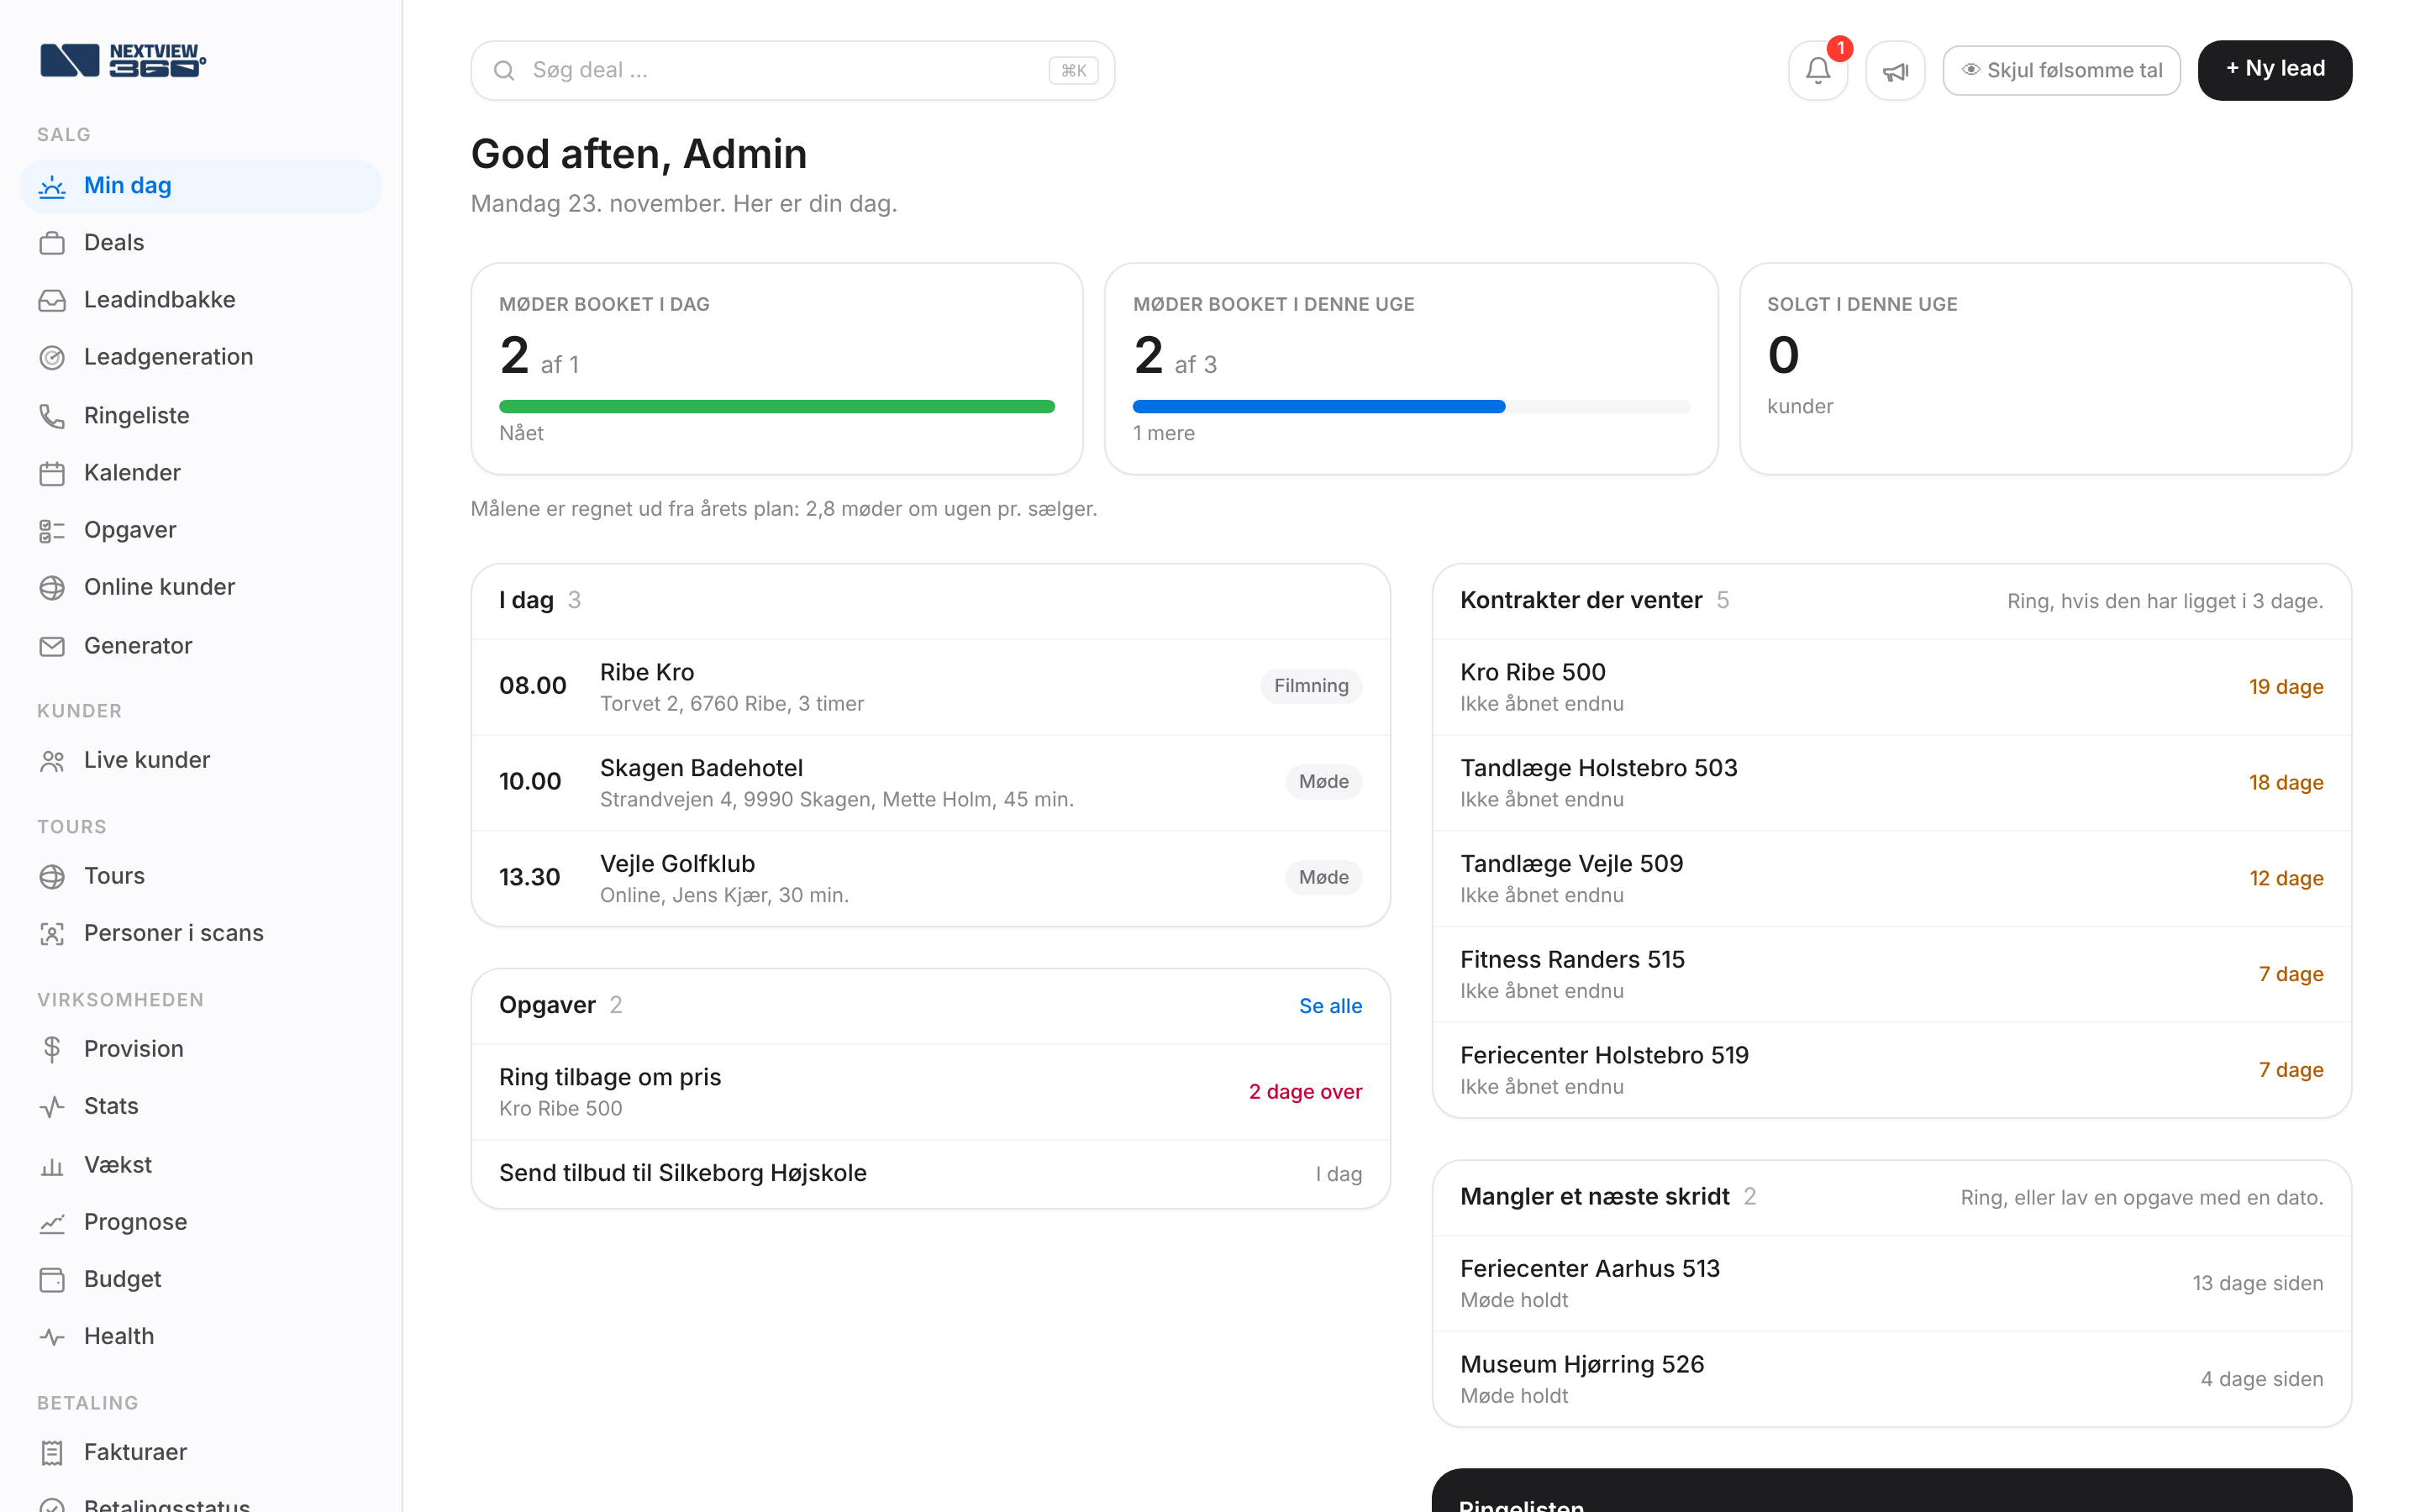 NEXTVIEW
360°
SALG
Min dag
Deals
Leadindbakke
Leadgeneration
Ringeliste
Kalender
Opgaver
Online kunder
Generator
KUNDER
Live kunder
TOURS
Tours
Personer i scans
VIRKSOMHEDEN
Provision
Stats
Vækst
Prognose
Budget
Health
BETALING
Fakturaer
Betalingsstatus
Søg deal ...
⌘K
1
Skjul følsomme tal
+ Ny lead
God aften, Admin
Mandag 23. november. Her er din dag.
MØDER BOOKET I DAG
2 af 1
Nået
MØDER BOOKET I DENNE UGE
2 af 3
1 mere
SOLGT I DENNE UGE
0
kunder
Målene er regnet ud fra årets plan: 2,8 møder om ugen pr. sælger.
I dag 3
08.00
Ribe Kro
Torvet 2, 6760 Ribe, 3 timer
Filmning
10.00
Skagen Badehotel
Strandvejen 4, 9990 Skagen, Mette Holm, 45 min.
Møde
13.30
Vejle Golfklub
Online, Jens Kjær, 30 min.
Møde
Opgaver 2
Se alle
Ring tilbage om pris
Kro Ribe 500
2 dage over
Send tilbud til Silkeborg Højskole
I dag
Kontrakter der venter 5
Ring, hvis den har ligget i 3 dage.
Kro Ribe 500
Ikke åbnet endnu
19 dage
Tandlæge Holstebro 503
Ikke åbnet endnu
18 dage
Tandlæge Vejle 509
Ikke åbnet endnu
12 dage
Fitness Randers 515
Ikke åbnet endnu
7 dage
Feriecenter Holstebro 519
Ikke åbnet endnu
7 dage
Mangler et næste skridt 2
Ring, eller lav en opgave med en dato.
Feriecenter Aarhus 513
Møde holdt
13 dage siden
Museum Hjørring 526
Møde holdt
4 dage siden
Ringelisten